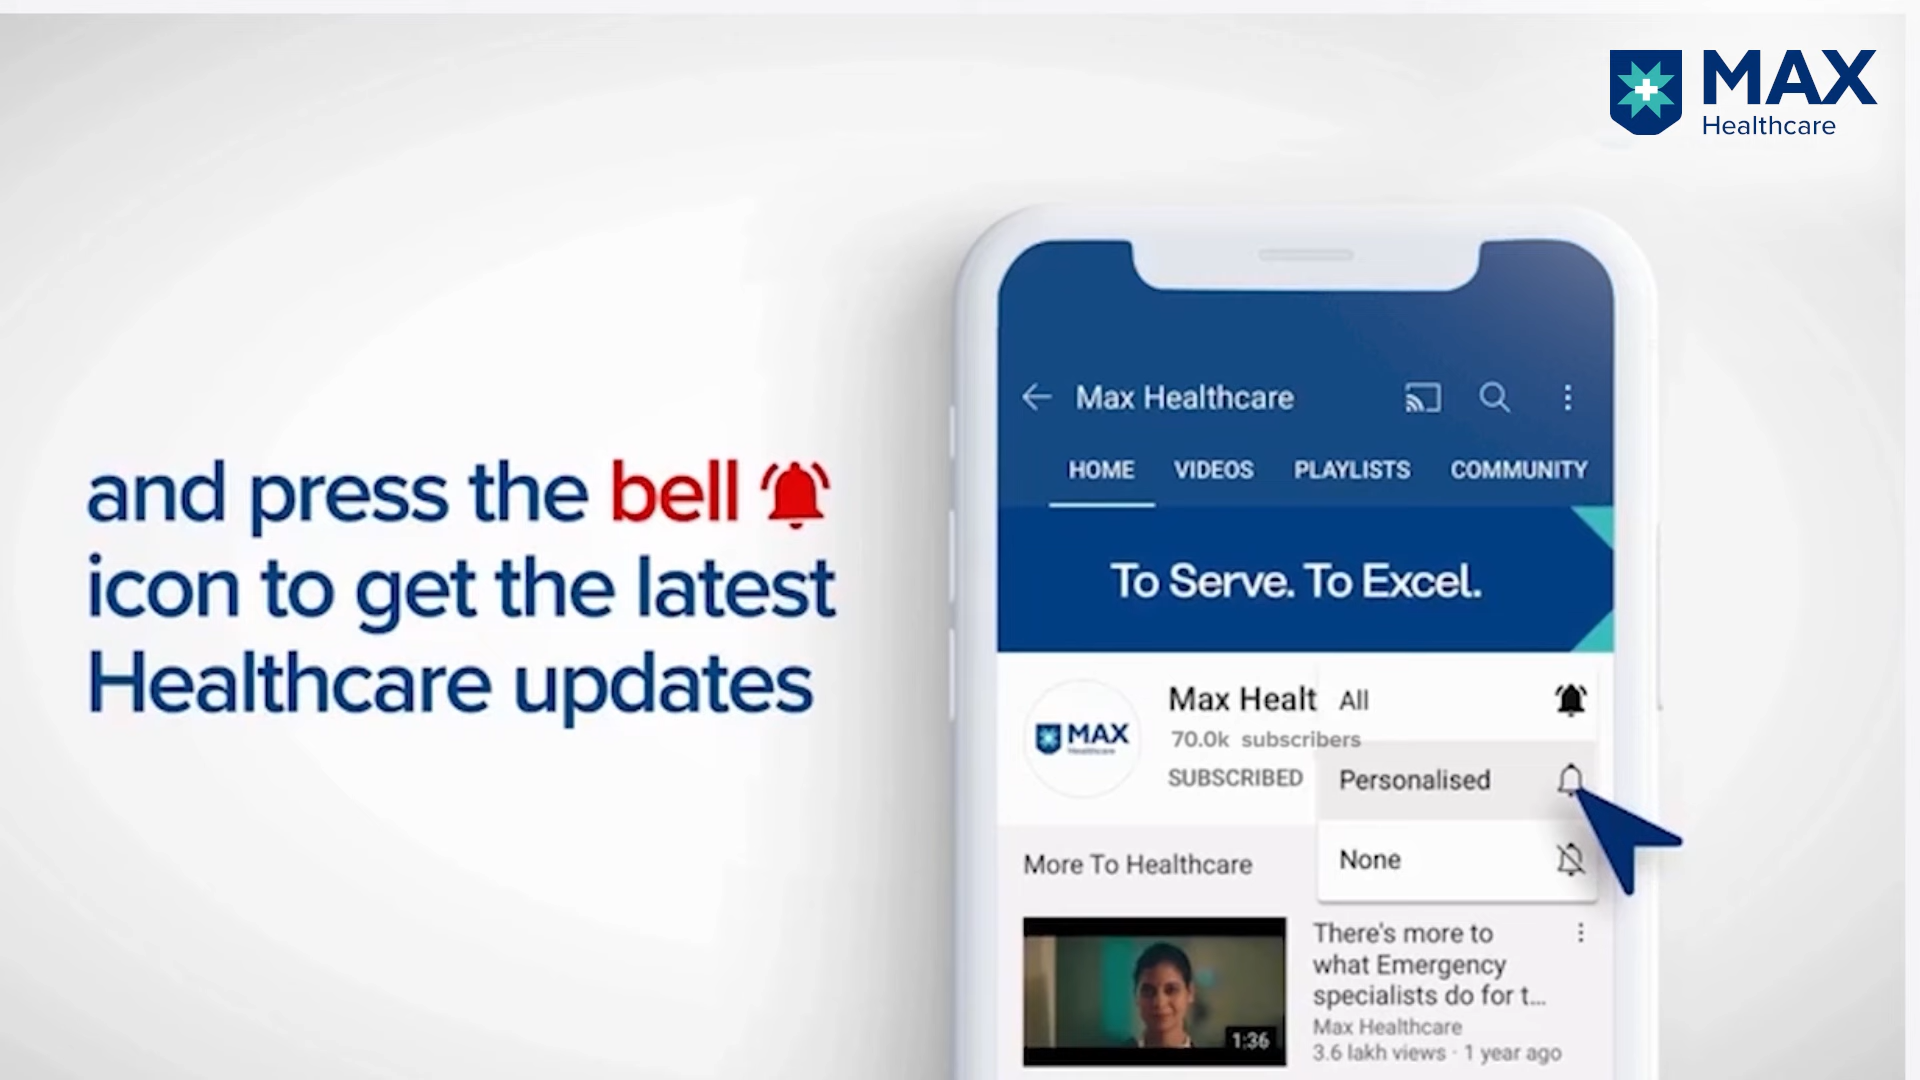 MAX
Healthcare
and press the bell
icon to get the latest
Healthcare updates
Max Healthcare
HOME VIDEOS PLAYLISTS COMMUNITY
To Serve. To Excel.
MAX
Healthcare
Max Healt
70.0k subscribers
SUBSCRIBED
All
Personalised
None
More To Healthcare
1:36
There's more to
what Emergency
specialists do for t...
Max Healthcare
3.6 lakh views · 1 year ago